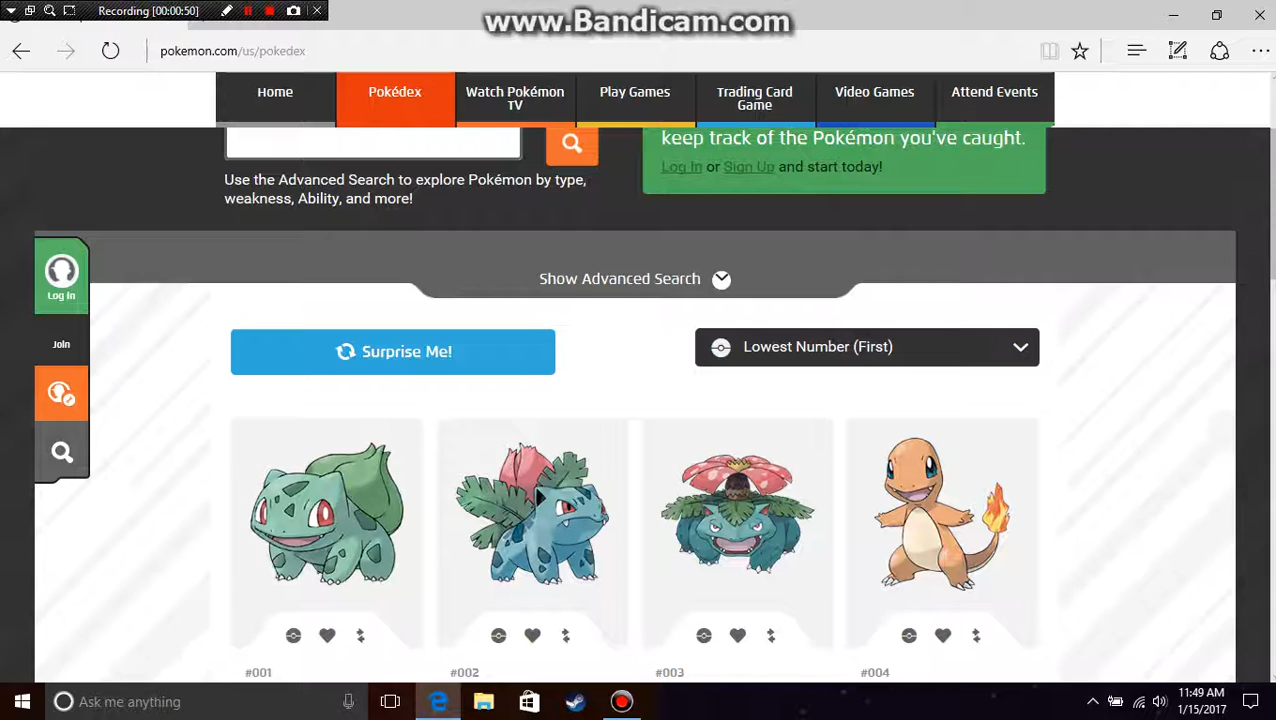 Recording [00:00:50]
www.Bandicam.com
pokemon.com/us/pokedex
Home
Pokédex
Watch Pokémon
TV
Play Games
Trading Card
Game
Video Games
Attend Events
keep track of the Pokémon you've caught.
Log In or Sign Up and start today!
Use the Advanced Search to explore Pokémon by type,
weakness, Ability, and more!
Show Advanced Search
Log In
Join
Surprise Me!
Lowest Number (First)
#001
#002
#003
#004
Ask me anything
11:49 AM
1/15/2017